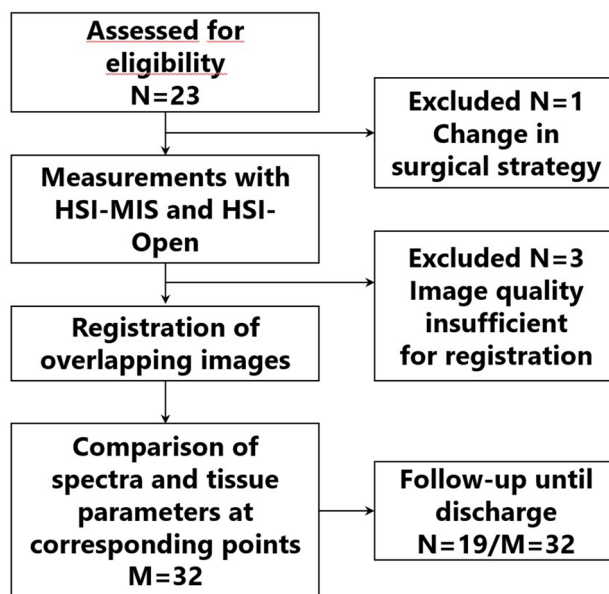 Assessed for
eligibility
N=23
Excluded N=1
Change in
surgical strategy
Measurements with
HSI-MIS and HSI-
Open
Excluded N=3
Image quality
insufficient
for registration
Registration of
overlapping images
Comparison of
spectra and tissue
parameters at
corresponding points
M=32
Follow-up until
discharge
N=19/M=32